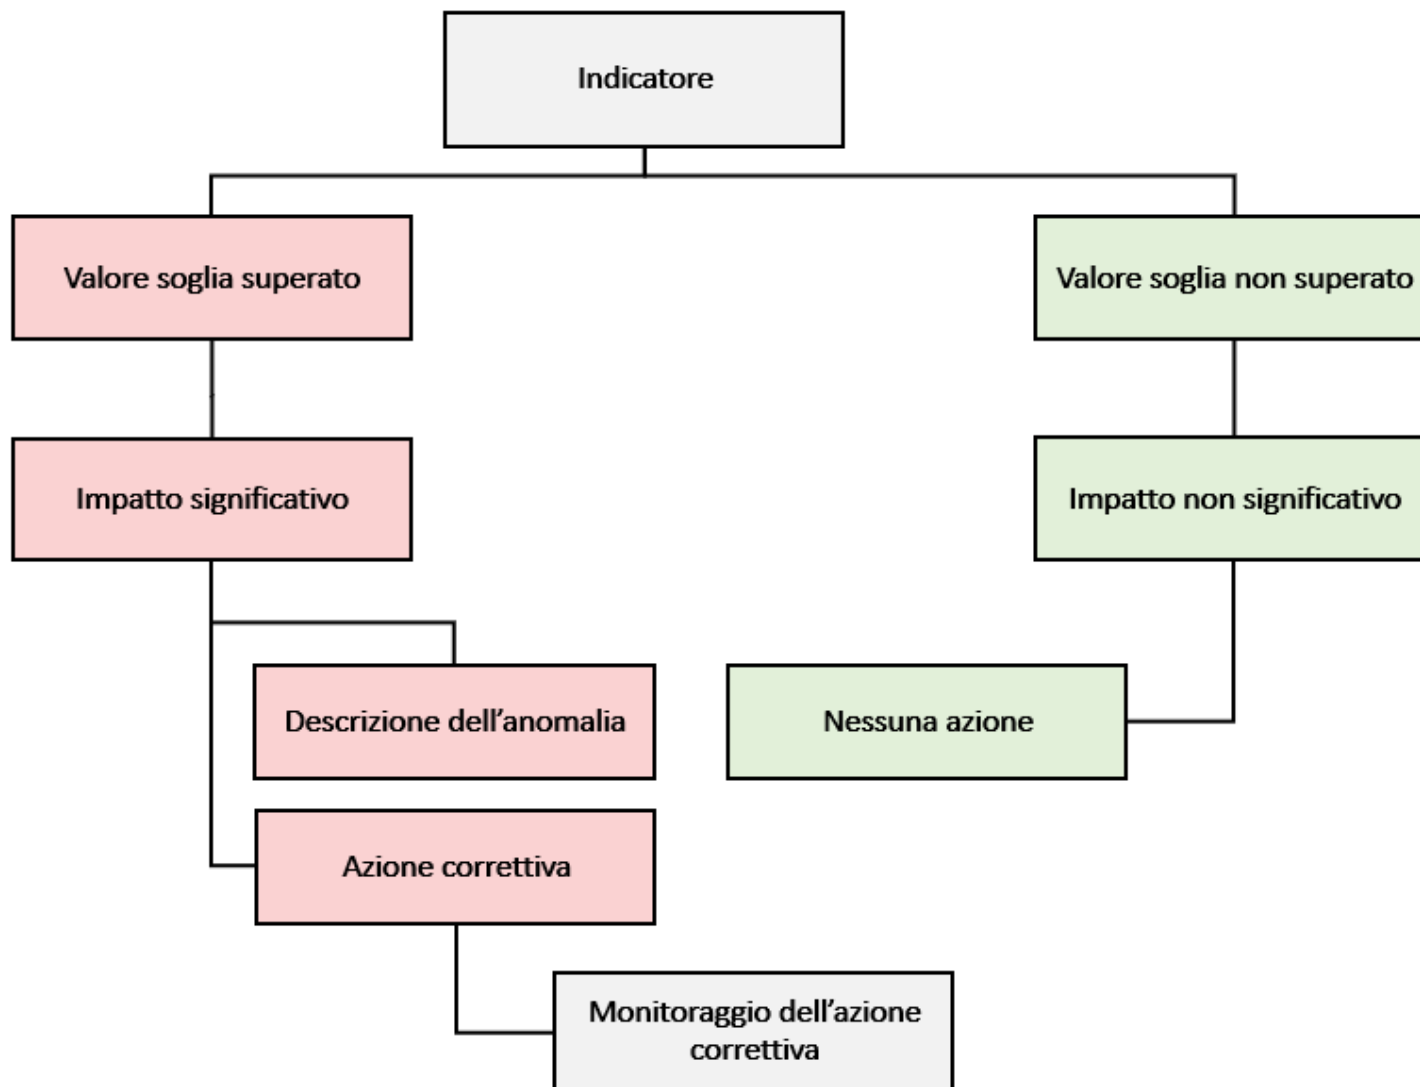 Indicatore
Valore soglia superato
Valore soglia non superato
Impatto significativo
Impatto non significativo
Descrizione dell’anomalia
Nessuna azione
Azione correttiva
Monitoraggio dell’azione
correttiva